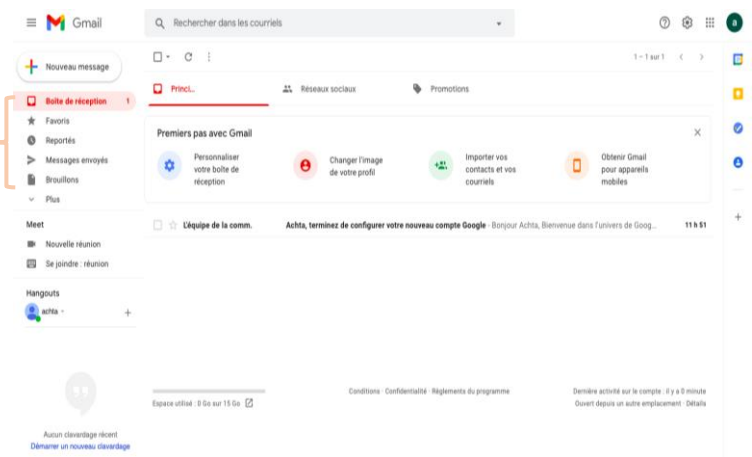 Gmail
Rechercher dans les courriels
a
Nouveau message
1 – 1 sur 1
Boîte de réception 1
Favoris
Reportés
Messages envoyés
Brouillons
Plus
Princi...
Réseaux sociaux
Promotions
Premiers pas avec Gmail
Personnaliser
votre boîte de
réception
Changer l'image
de votre profil
Importer vos
contacts et vos
courriels
Obtenir Gmail
pour appareils
mobiles
L'équipe de la comm. Achta, terminez de configurer votre nouveau compte Google - Bonjour Achta, Bienvenue dans l'univers de Goog... 11 h 51
Meet
Nouvelle réunion
Se joindre : réunion
Hangouts
achta
Aucun clavardage récent
Démarrer un nouveau clavardage
Espace utilisé : 0 Go sur 15 Go
Conditions · Confidentialité · Règlements du programme
Dernière activité sur le compte : il y a 0 minute
Ouvert depuis un autre emplacement · Détails